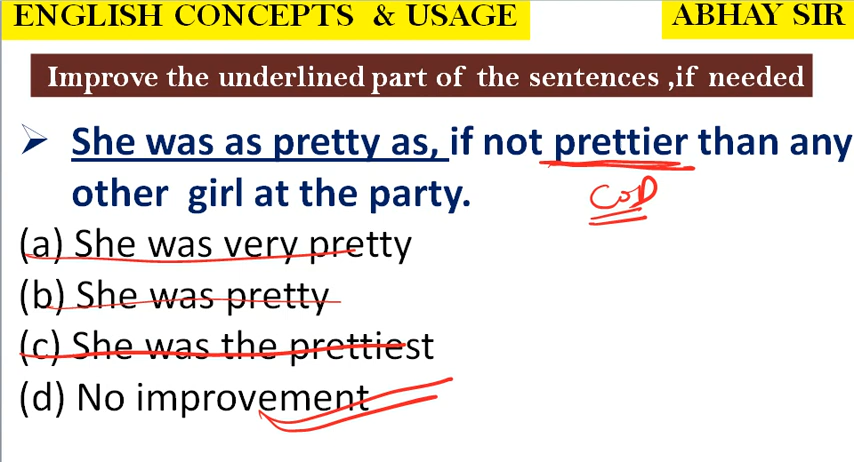 ENGLISH CONCEPTS & USAGE
ABHAY SIR
Improve the underlined part of the sentences ,if needed
➢ She was as pretty as, if not prettier than any
other girl at the party.
COD
(a) She was very pretty
(b) She was pretty
(c) She was the prettiest
(d) No improvement